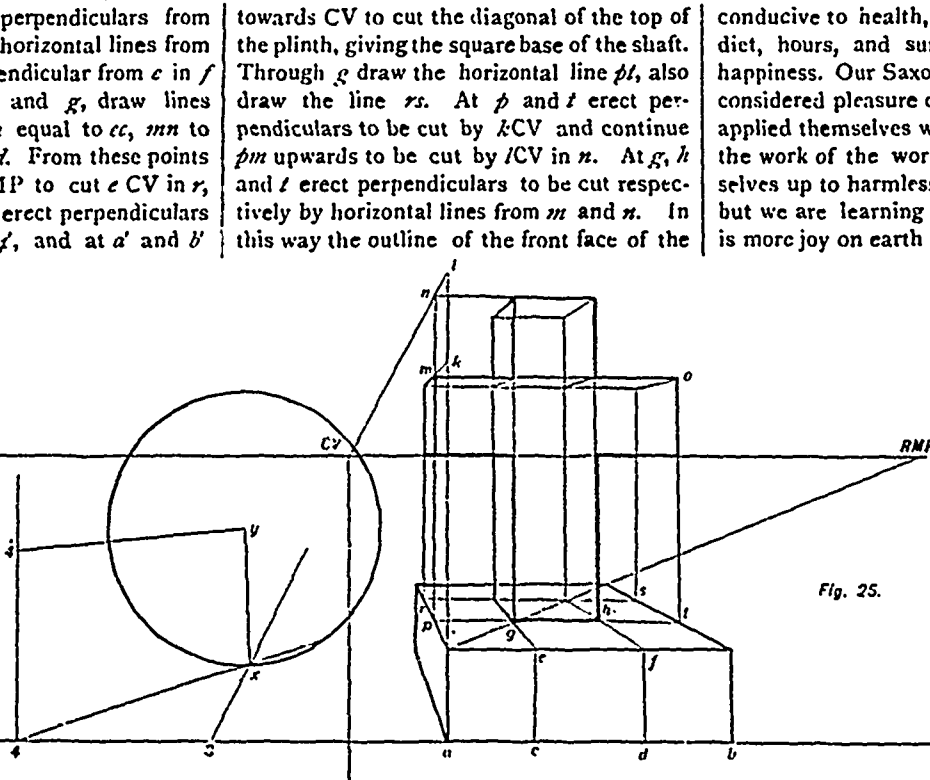 perpendiculars from
horizontal lines from
endicular from c in f
and g, draw lines
equal to ec, mn to
d. From these points
MP to cut e CV in r,
erect perpendiculars
and at a' and b'
towards CV to cut the diagonal of the top of
the plinth, giving the square base of the shaft.
Through g draw the horizontal line pt, also
draw the line rs. At p and t erect per-
pendiculars to be cut by kCV and continue
pm upwards to be cut by lCV in n. At g, h
and t erect perpendiculars to be cut respec-
tively by horizontal lines from m and n. In
this way the outline of the front face of the
conducive to health,
diet, hours, and
happiness. Our Saxo
considered pleasure
applied themselves w
the work of the wor
selves up to harmless
but we are learning
is more joy on earth
l
n
k
m
o
CV
RMP
y
4
s
r
h
Fig. 25.
p
g
t
e
f
x
4
3
a
c
d
b